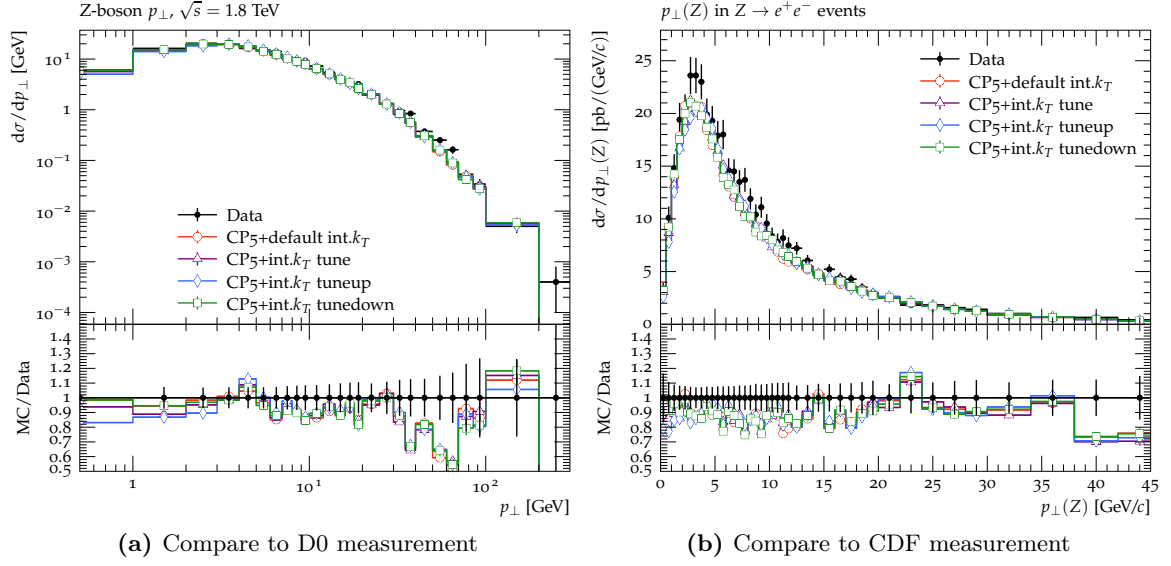 Z-boson p⊥, √s = 1.8 TeV
dσ/dp⊥ [GeV]
10¹
1
10⁻¹
10⁻²
10⁻³
10⁻⁴
Data
CP5+default int.k_T
CP5+int.k_T tune
CP5+int.k_T tuneup
CP5+int.k_T tunedown
MC/Data
1.4
1.3
1.2
1.1
1
0.9
0.8
0.7
0.6
0.5
1
10¹
10²
p⊥ [GeV]
(a) Compare to D0 measurement
p⊥(Z) in Z → e⁺e⁻ events
dσ/dp⊥(Z) [pb/(GeV/c)]
25
20
15
10
5
0
Data
CP5+default int.k_T
CP5+int.k_T tune
CP5+int.k_T tuneup
CP5+int.k_T tunedown
MC/Data
1.4
1.3
1.2
1.1
1
0.9
0.8
0.7
0.6
0.5
0 5 10 15 20 25 30 35 40 45
p⊥(Z) [GeV/c]
(b) Compare to CDF measurement